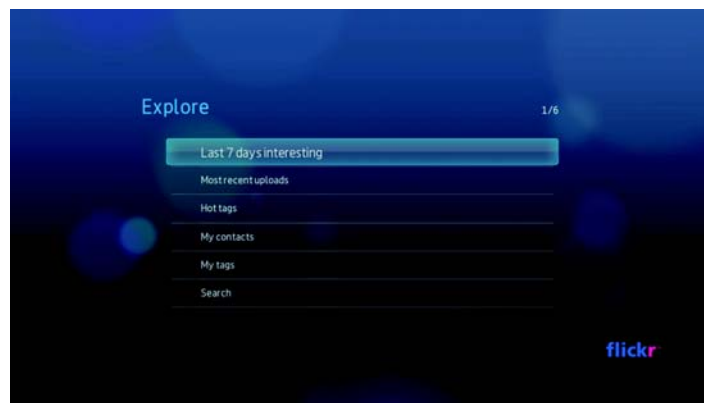 Explore
1/6
Last 7 days interesting
Most recent uploads
Hot tags
My contacts
My tags
Search
flickr